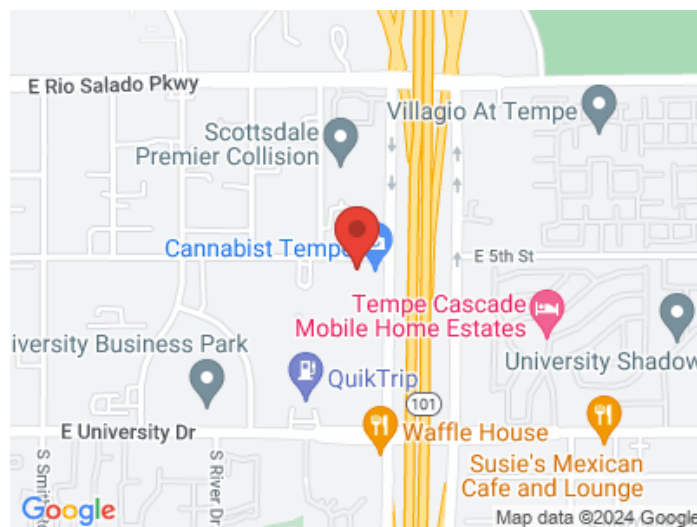 E Rio Salado Pkwy
Villagio At Tempe
Scottsdale
Premier Collision
Cannabist Tempe
E 5th St
Tempe Cascade
Mobile Home Estates
iversity Business Park
University Shadow
QuikTrip
101
E University Dr
Waffle House
Susie's Mexican
Cafe and Lounge
S Smith
S River Dr
Google
Map data ©2024 Google